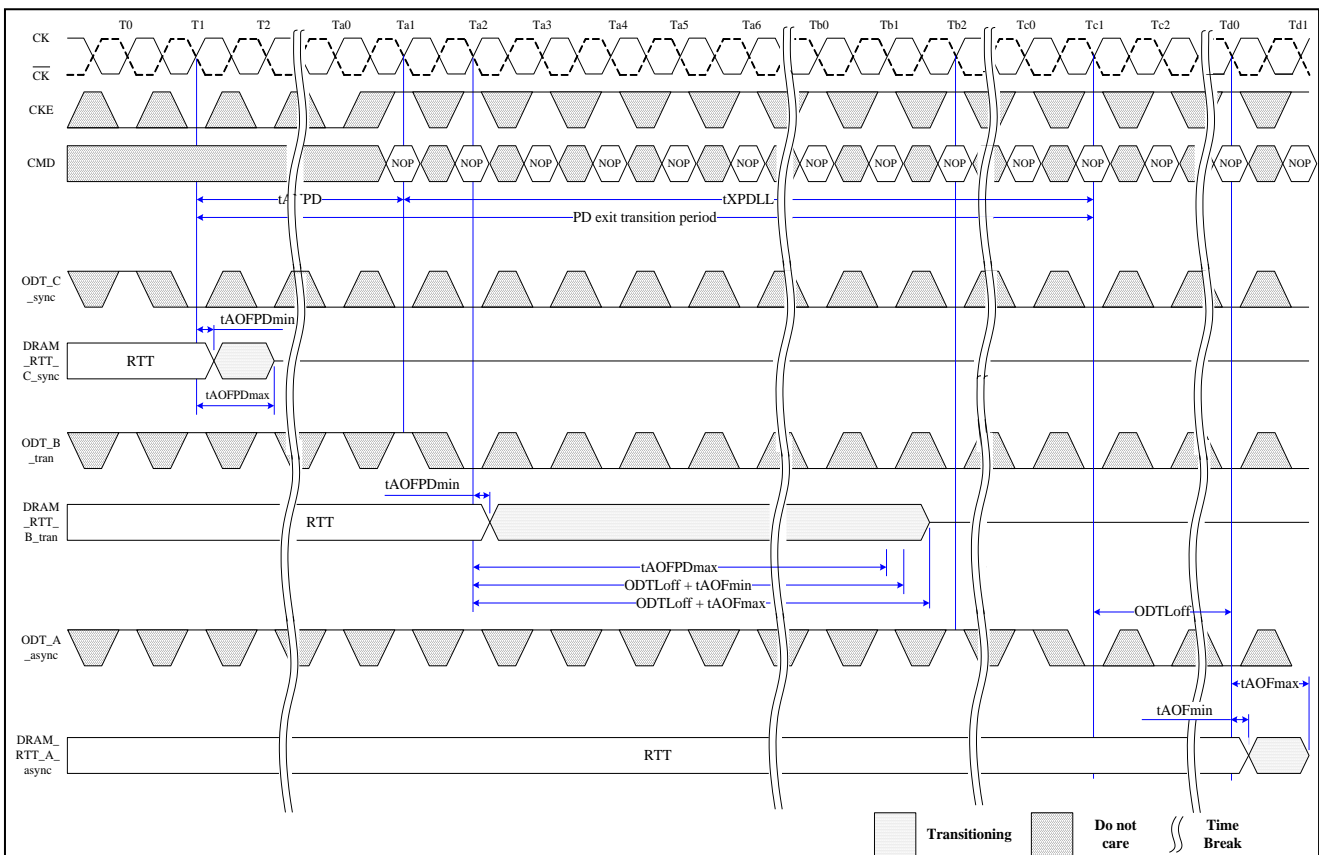 T0 T1 T2 Ta0 Ta1 Ta2 Ta3 Ta4 Ta5 Ta6 Tb0 Tb1 Tb2 Tc0 Tc1 Tc2 Td0 Td1
CK
CK
CKE
CMD
NOP NOP NOP NOP NOP NOP NOP NOP NOP NOP NOP NOP NOP NOP
tXPDLL
PD exit transition period
ODT_C
_sync
tAOFPDmin
DRAM
_RTT_
C_sync
RTT
tAOFPDmax
ODT_B
_tran
tAOFPDmin
DRAM
_RTT_
B_tran
RTT
tAOFPDmax
ODTLoff + tAOFmin
ODTLoff + tAOFmax
ODTLoff
ODT_A
_async
tAOFmax
tAOFmin
DRAM_
RTT_A_
async
RTT
Transitioning
Do not
care
Time
Break